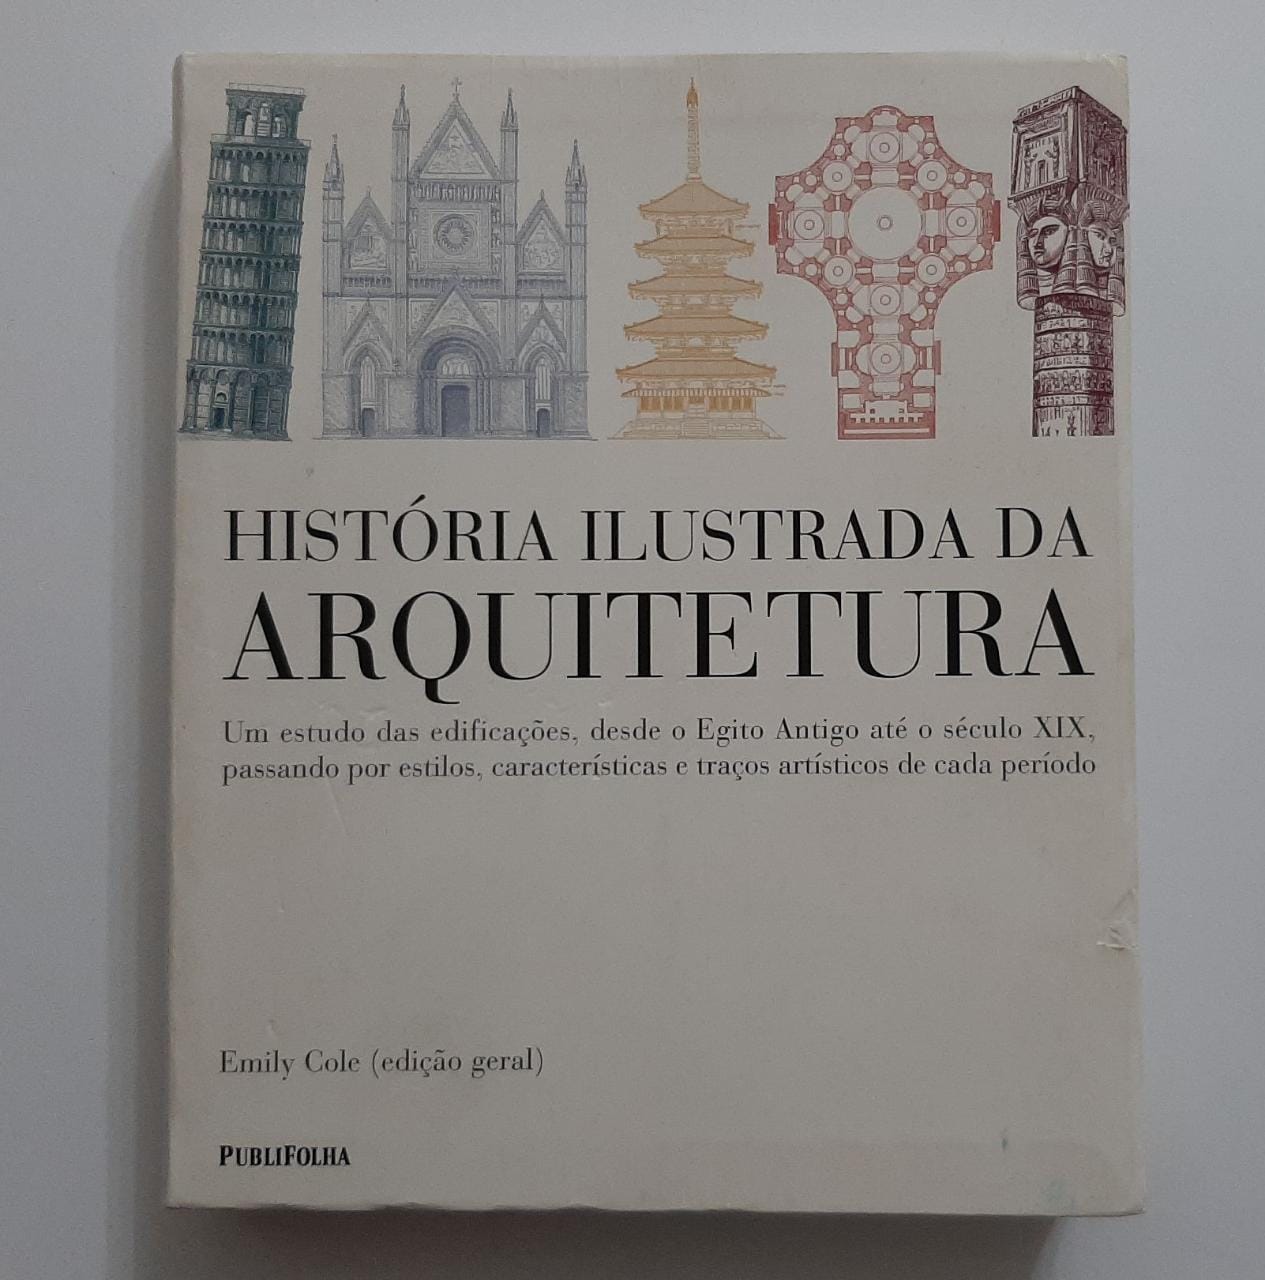 HISTÓRIA ILUSTRADA DA
ARQUITETURA
Um estudo das edificações, desde o Egito Antigo até o século XIX,
passando por estilos, características e traços artísticos de cada período
Emily Cole (edição geral)
PUBLIFOLHA